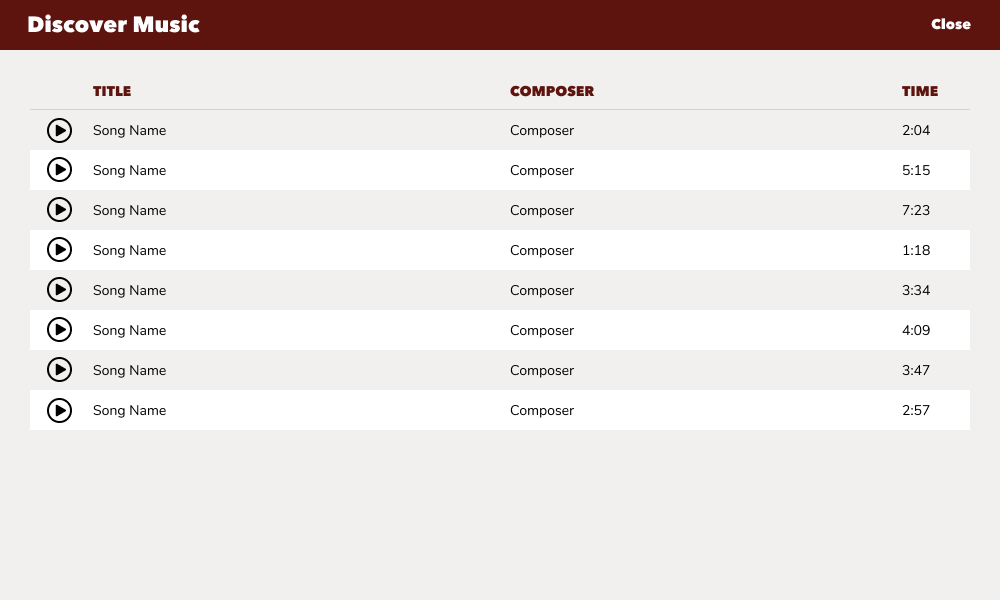 Discover Music Close
TITLE COMPOSER TIME
Song Name Composer 2:04
Song Name Composer 5:15
Song Name Composer 7:23
Song Name Composer 1:18
Song Name Composer 3:34
Song Name Composer 4:09
Song Name Composer 3:47
Song Name Composer 2:57